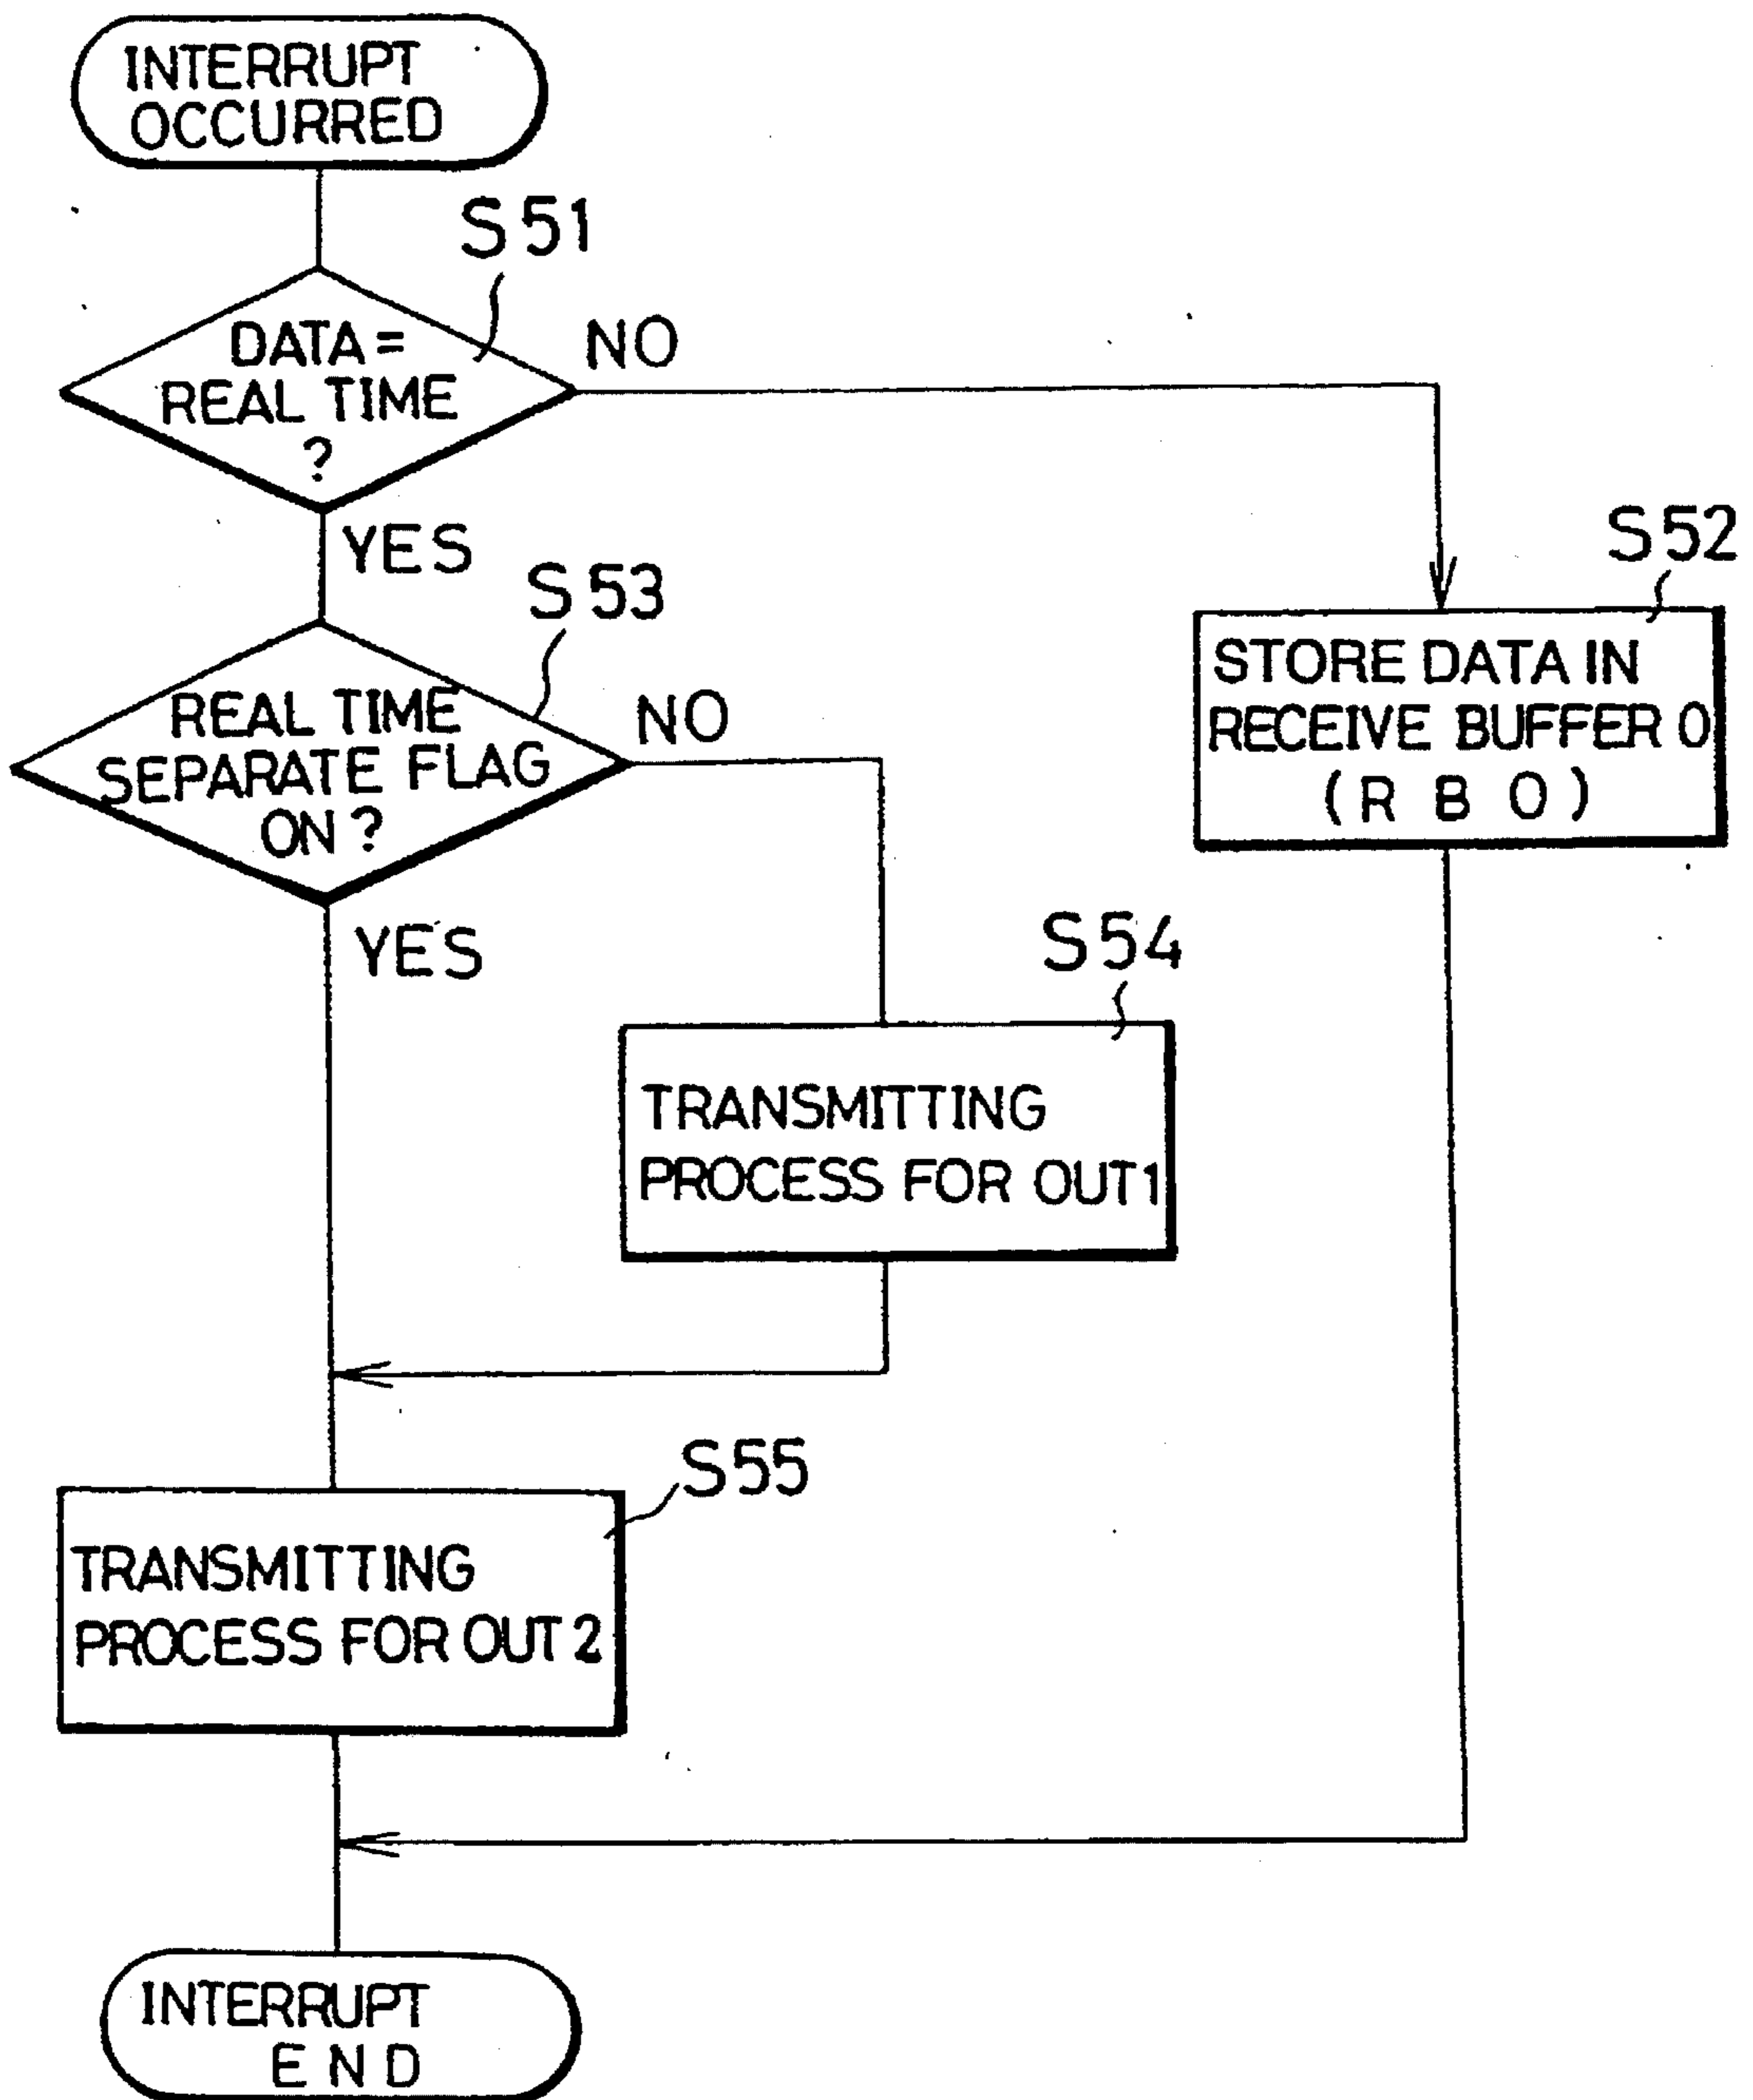 INTERRUPT
OCCURRED
S51
DATA=
REAL TIME
?
NO
YES
S52
STORE DATA IN
RECEIVE BUFFER 0
(R B 0)
S53
REAL TIME
SEPARATE FLAG
ON?
NO
YES
S54
TRANSMITTING
PROCESS FOR OUT1
S55
TRANSMITTING
PROCESS FOR OUT 2
INTERRUPT
END